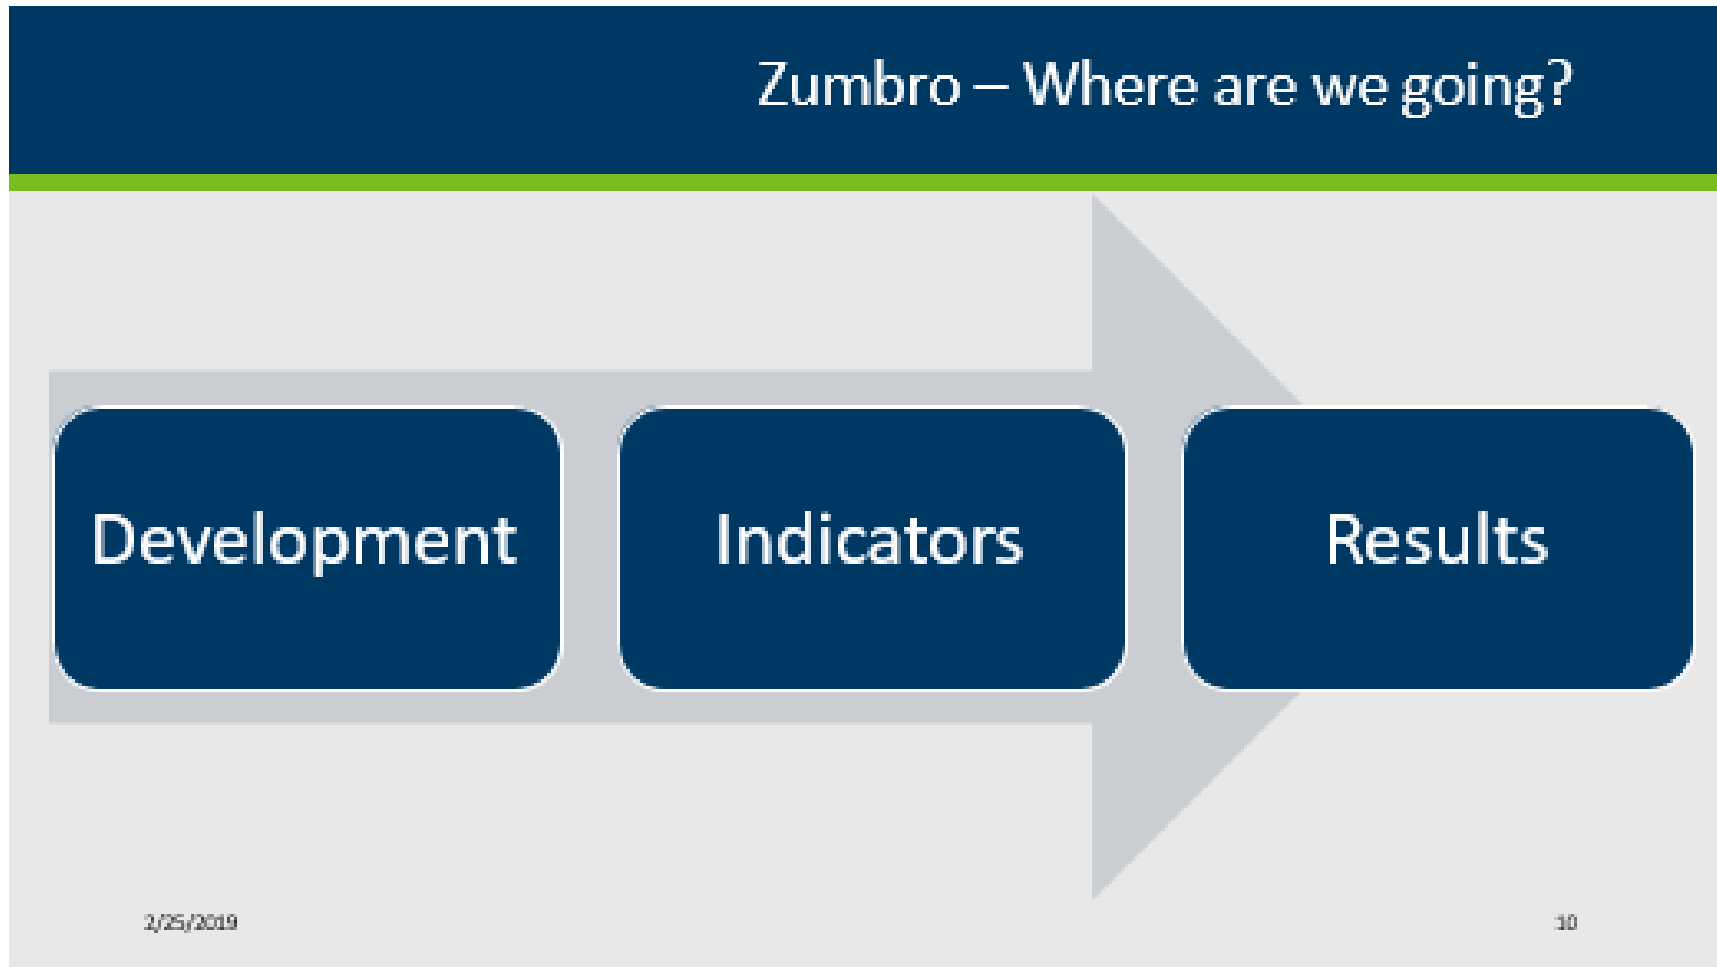 Zumbro – Where are we going?
Development
Indicators
Results
2/25/2019
10